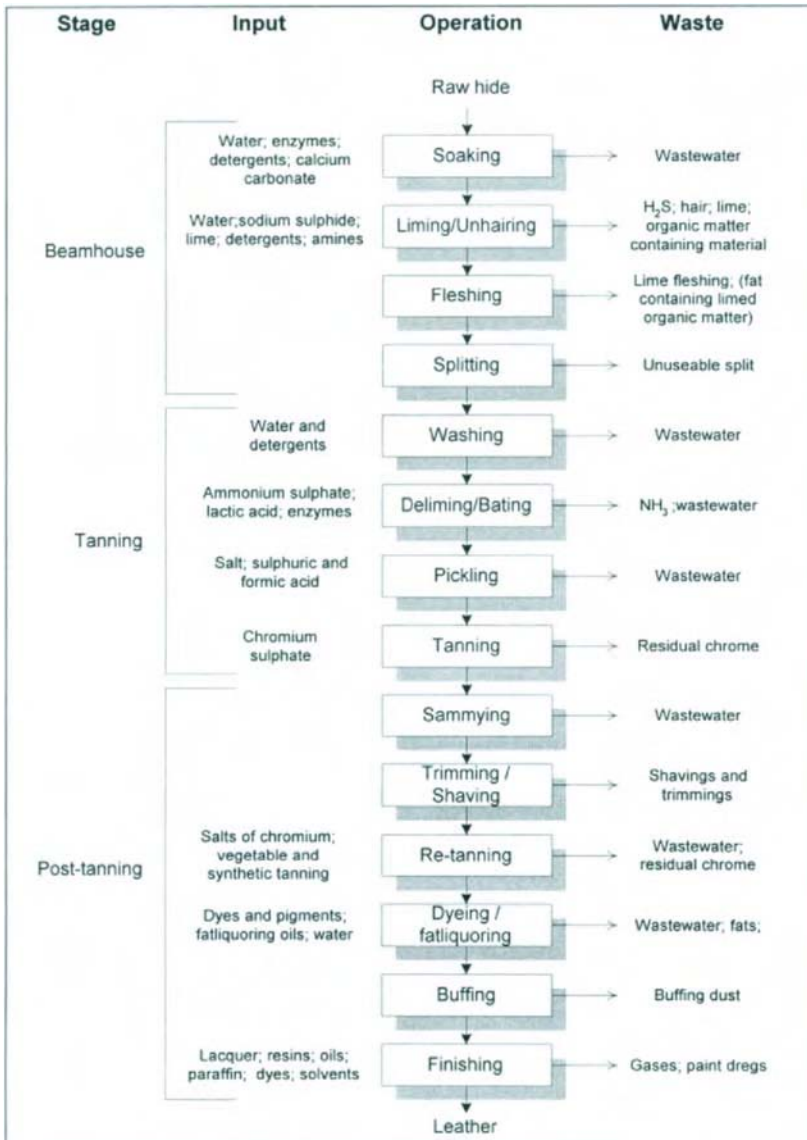 Stage Input Operation Waste
Raw hide
Water; enzymes;
detergents; calcium
carbonate
Soaking
Wastewater
Beamhouse
Water;sodium sulphide;
lime; detergents; amines
Liming/Unhairing
H₂S; hair; lime;
organic matter
containing material
Fleshing
Lime fleshing; (fat
containing limed
organic matter)
Splitting
Unuseable split
Water and
detergents
Washing
Wastewater
Tanning
Ammonium sulphate;
lactic acid; enzymes
Deliming/Bating
NH₃ ;wastewater
Salt; sulphuric and
formic acid
Pickling
Wastewater
Chromium
sulphate
Tanning
Residual chrome
Sammying
Wastewater
Trimming /
Shaving
Shavings and
trimmings
Post-tanning
Salts of chromium;
vegetable and
synthetic tanning
Re-tanning
Wastewater;
residual chrome
Dyes and pigments;
fatliquoring oils; water
Dyeing /
fatliquoring
Wastewater; fats;
Buffing
Buffing dust
Lacquer; resins; oils;
paraffin; dyes; solvents
Finishing
Gases; paint dregs
Leather